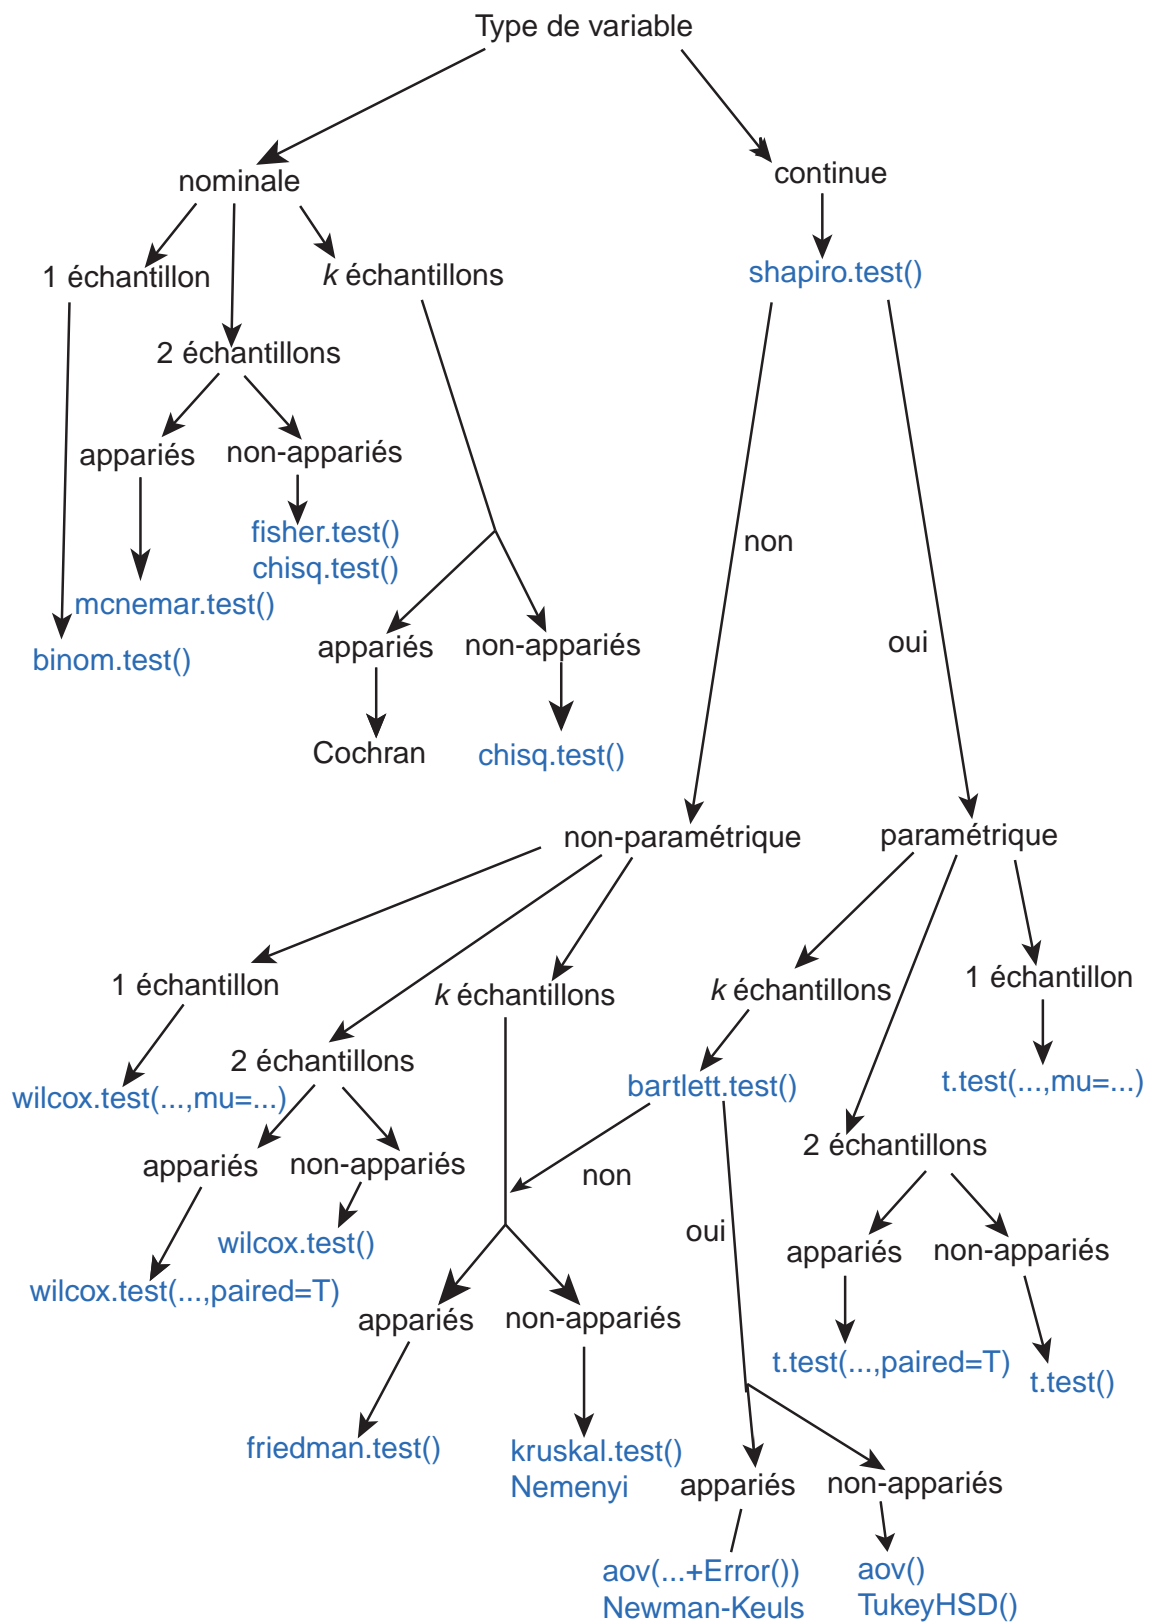 Type de variable
nominale
continue
1 échantillon
k échantillons
shapiro.test()
2 échantillons
appariés
non-appariés
fisher.test()
chisq.test()
non
mcnemar.test()
binom.test()
appariés
non-appariés
oui
Cochran
chisq.test()
non-paramétrique
paramétrique
1 échantillon
k échantillons
k échantillons
1 échantillon
2 échantillons
wilcox.test(...,mu=...)
bartlett.test()
t.test(...,mu=...)
appariés
non-appariés
non
2 échantillons
wilcox.test()
oui
appariés
non-appariés
wilcox.test(...,paired=T)
appariés
non-appariés
t.test(...,paired=T)
t.test()
friedman.test()
kruskal.test()
Nemenyi
appariés
non-appariés
aov(...+Error())
Newman-Keuls
aov()
TukeyHSD()